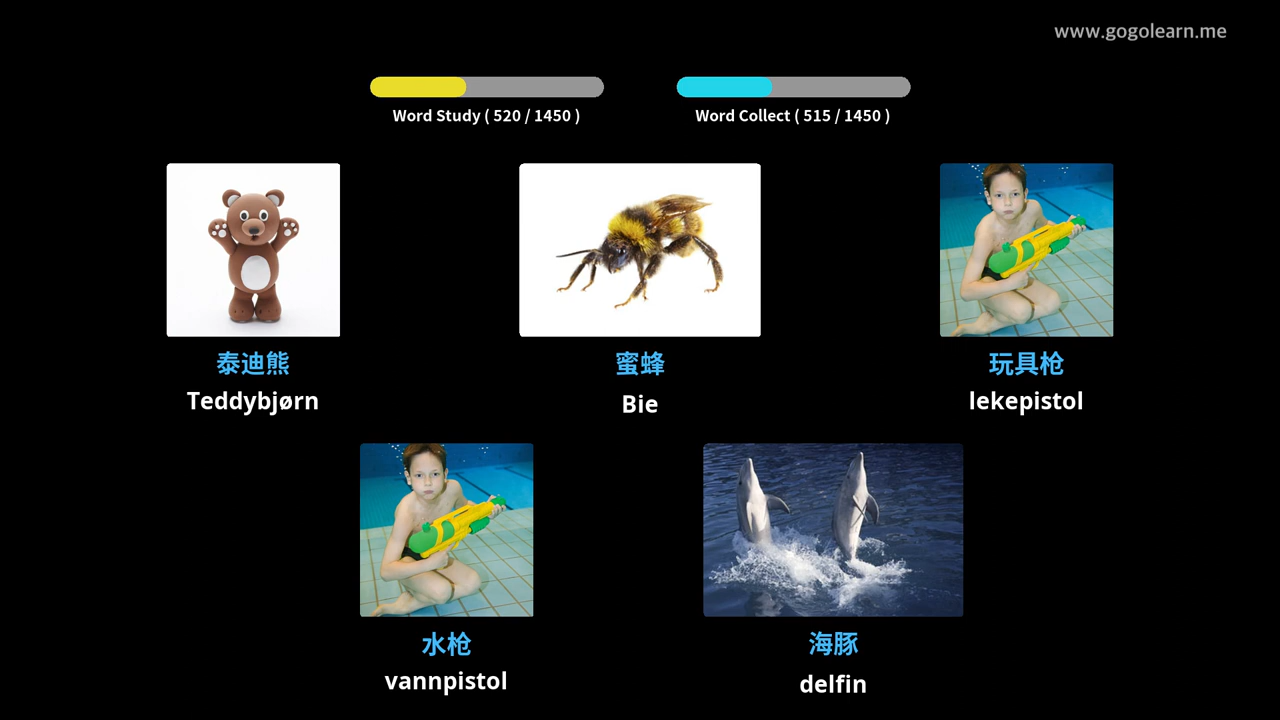 www.gogolearn.me
Word Study ( 520 / 1450 )
Word Collect ( 515 / 1450 )
泰迪熊
Teddybjørn
蜜蜂
Bie
玩具枪
lekepistol
水枪
vannpistol
海豚
delfin